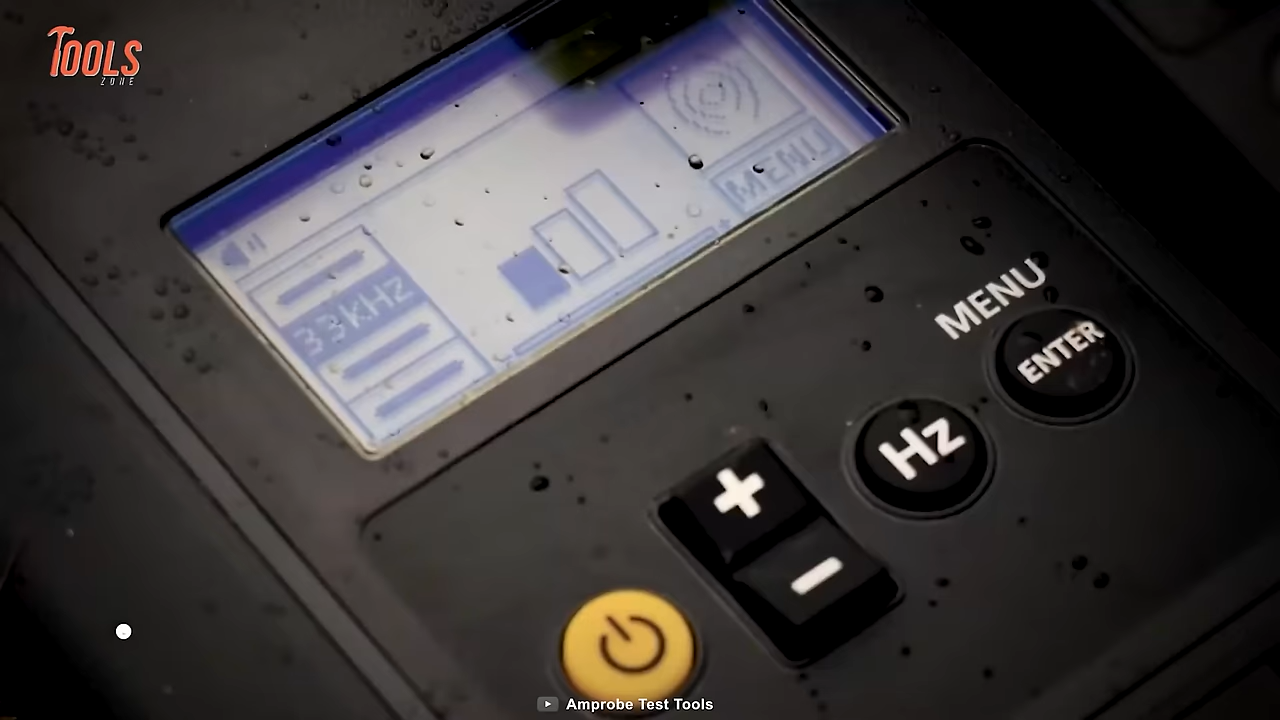 TOOLS
ZONE
MENU
33kHz
MENU
ENTER
Hz
+
-
Amprobe Test Tools